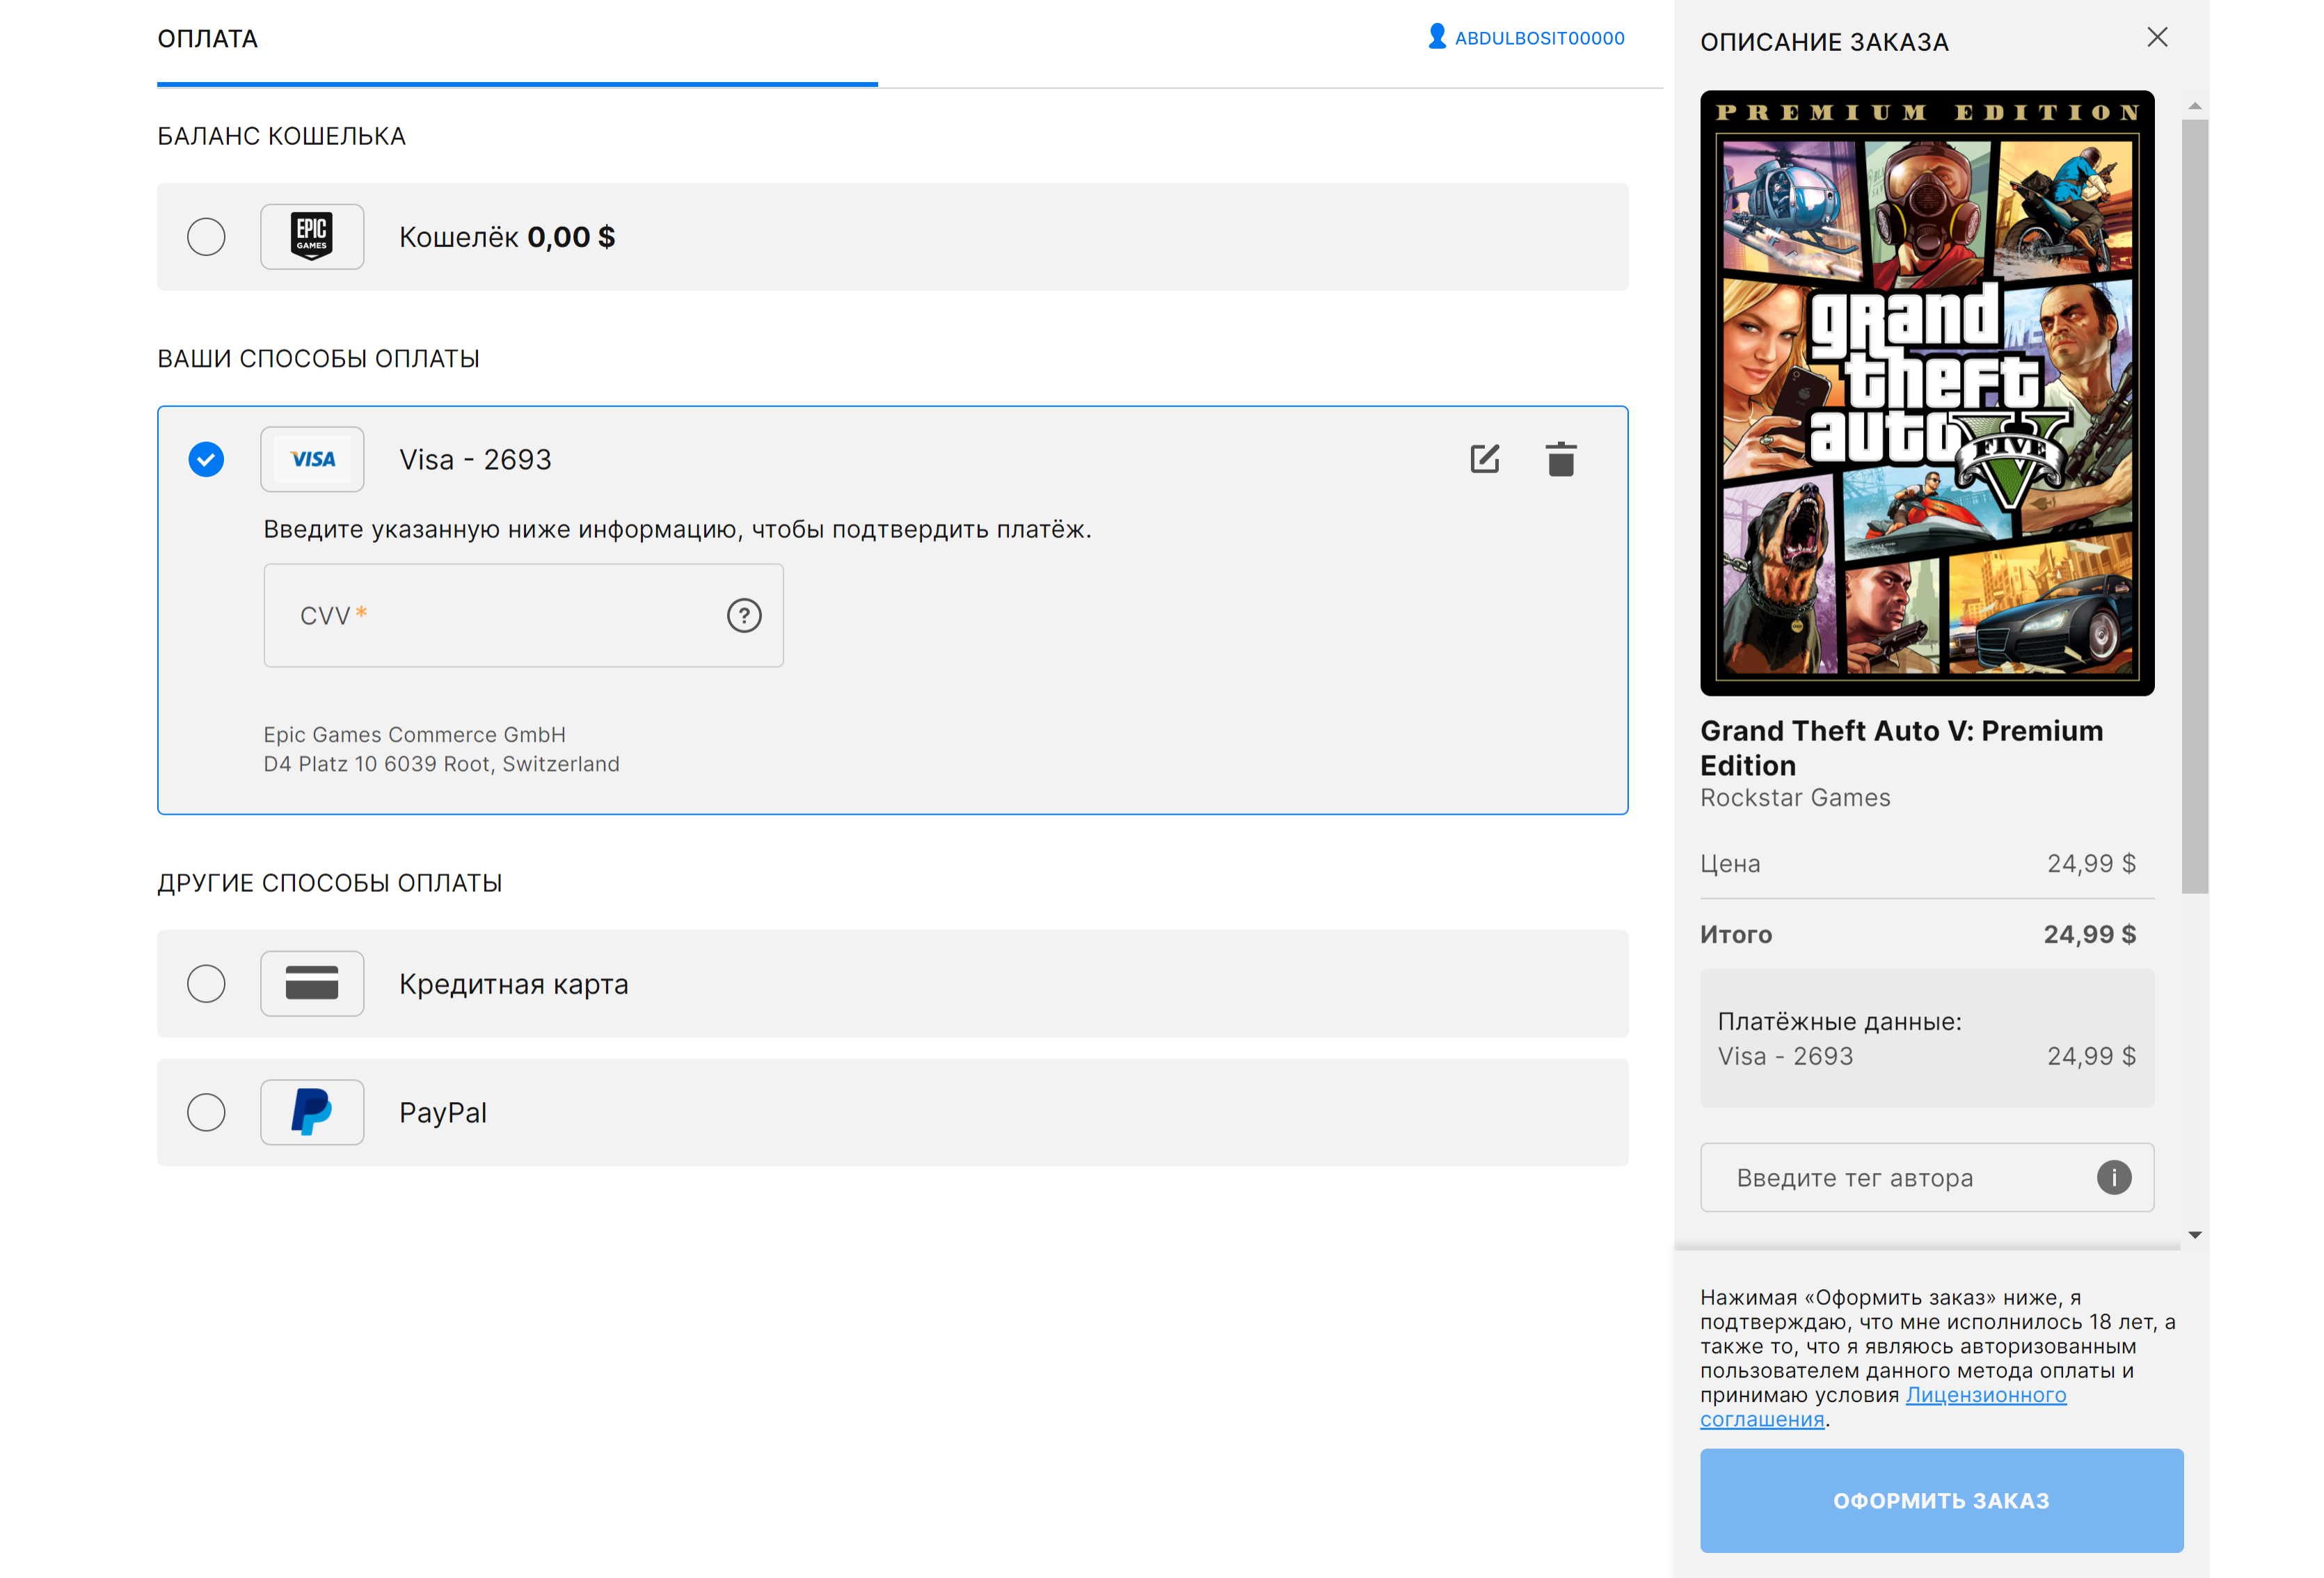 ОПЛАТА
ABDULBOSIT00000
БАЛАНС КОШЕЛЬКА
EPIC
GAMES
Кошелёк 0,00 $
ВАШИ СПОСОБЫ ОПЛАТЫ
VISA
Visa - 2693
Введите указанную ниже информацию, чтобы подтвердить платёж.
CVV*
?
Epic Games Commerce GmbH
D4 Platz 10 6039 Root, Switzerland
ДРУГИЕ СПОСОБЫ ОПЛАТЫ
Кредитная карта
PayPal
ОПИСАНИЕ ЗАКАЗА
PREMIUM EDITION
grand
theft
auto V
FIVE
Grand Theft Auto V: Premium
Edition
Rockstar Games
Цена 24,99 $
Итого 24,99 $
Платёжные данные:
Visa - 2693 24,99 $
Введите тег автора i
Нажимая «Оформить заказ» ниже, я
подтверждаю, что мне исполнилось 18 лет, а
также то, что я являюсь авторизованным
пользователем данного метода оплаты и
принимаю условия Лицензионного
соглашения.
ОФОРМИТЬ ЗАКАЗ